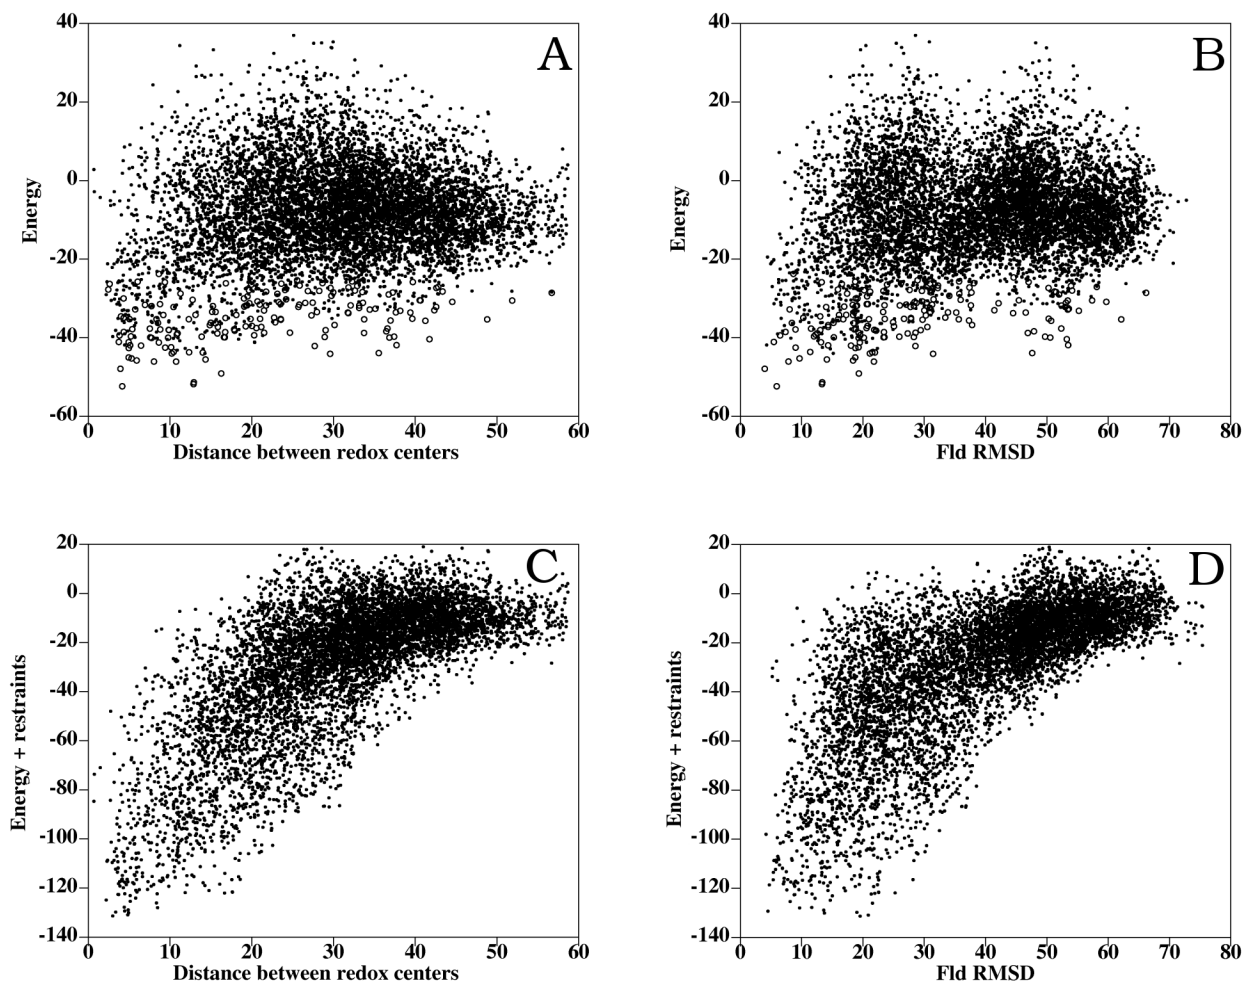 A
40
20
0
-20
-40
-60
Energy
0 10 20 30 40 50 60
Distance between redox centers
B
40
20
0
-20
-40
-60
Energy
0 10 20 30 40 50 60 70 80
Fld RMSD
C
20
0
-20
-40
-60
-80
-100
-120
-140
Energy + restraints
0 10 20 30 40 50 60
Distance between redox centers
D
20
0
-20
-40
-60
-80
-100
-120
-140
Energy + restraints
0 10 20 30 40 50 60 70 80
Fld RMSD